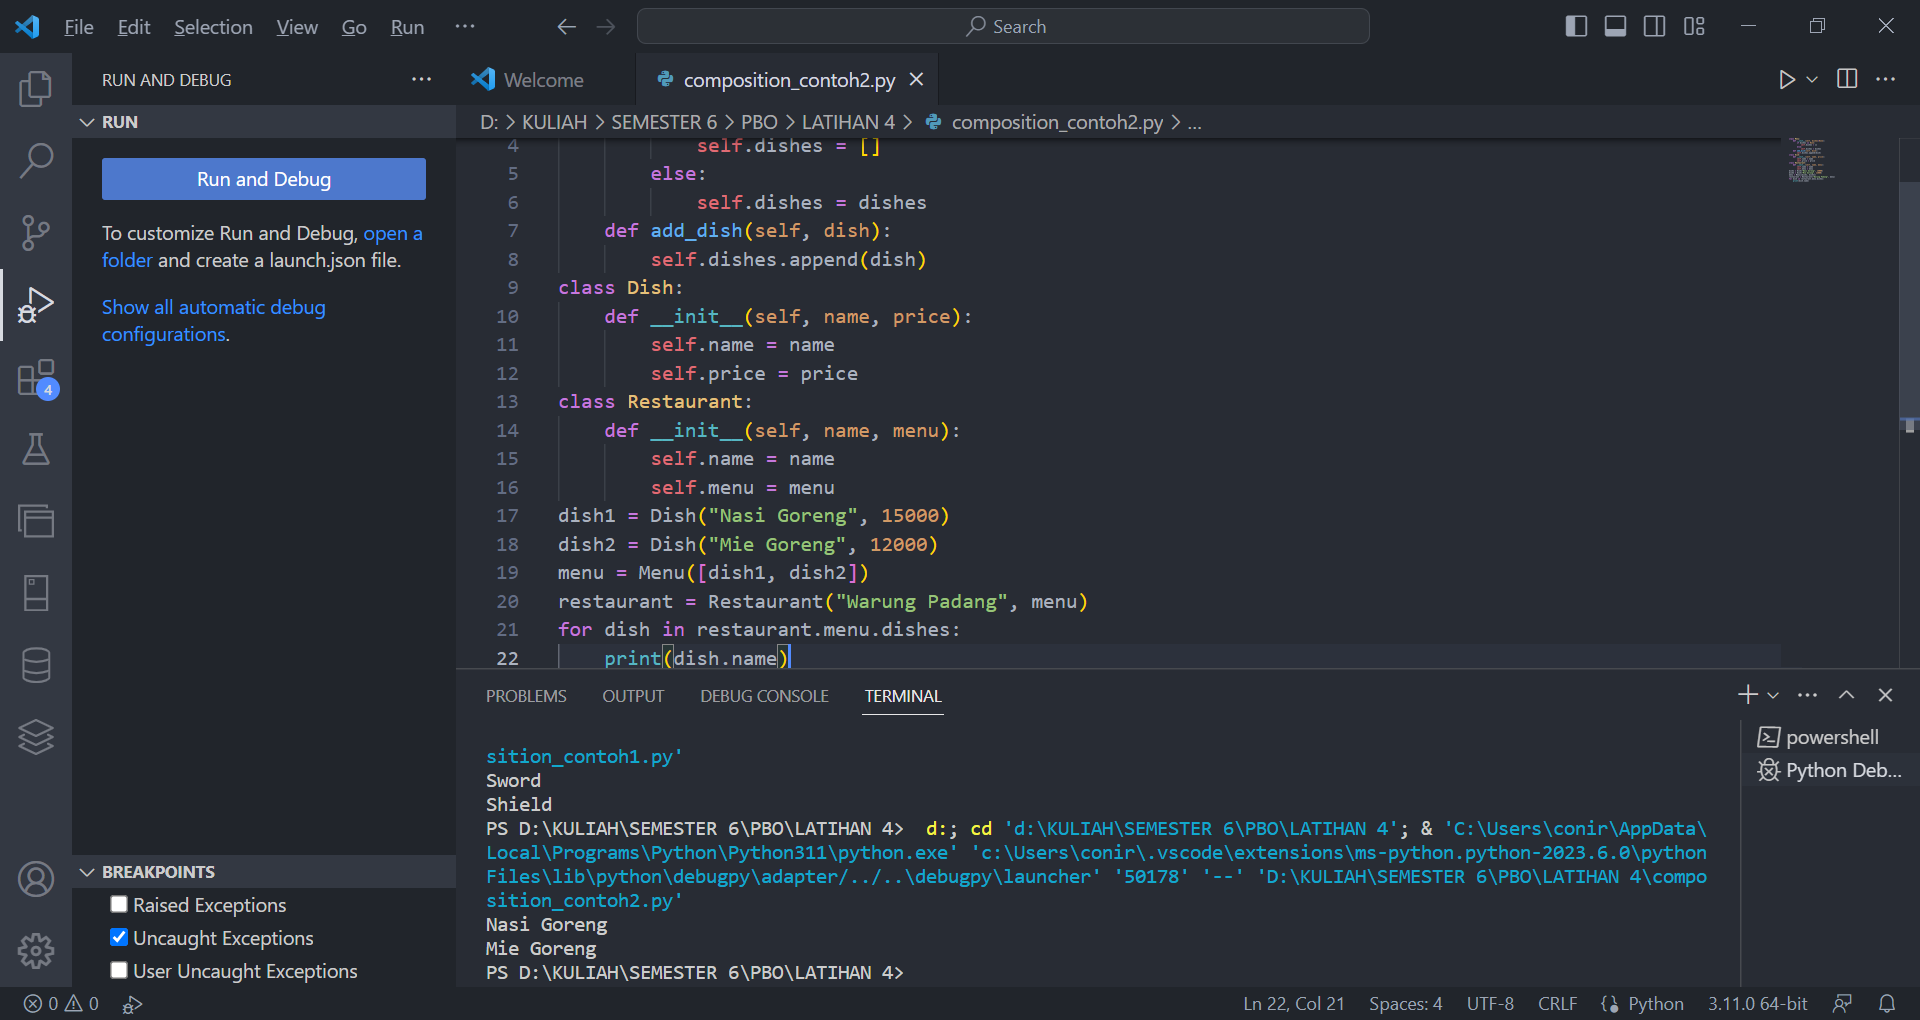 File Edit Selection View Go Run ··· Search
RUN AND DEBUG ···
Welcome composition_contoh2.py
RUN
D: > KULIAH > SEMESTER 6 > PBO > LATIHAN 4 > composition_contoh2.py > ...
Run and Debug
To customize Run and Debug, open a
folder and create a launch.json file.
Show all automatic debug
configurations.
4
BREAKPOINTS
Raised Exceptions
Uncaught Exceptions
User Uncaught Exceptions
4             self.dishes = []
5         else:
6             self.dishes = dishes
7     def add_dish(self, dish):
8         self.dishes.append(dish)
9 class Dish:
10     def __init__(self, name, price):
11         self.name = name
12         self.price = price
13 class Restaurant:
14     def __init__(self, name, menu):
15         self.name = name
16         self.menu = menu
17 dish1 = Dish("Nasi Goreng", 15000)
18 dish2 = Dish("Mie Goreng", 12000)
19 menu = Menu([dish1, dish2])
20 restaurant = Restaurant("Warung Padang", menu)
21 for dish in restaurant.menu.dishes:
22     print(dish.name)
PROBLEMS OUTPUT DEBUG CONSOLE TERMINAL
sition_contoh1.py'
Sword
Shield
PS D:\KULIAH\SEMESTER 6\PBO\LATIHAN 4>  d:; cd 'd:\KULIAH\SEMESTER 6\PBO\LATIHAN 4'; & 'C:\Users\conir\AppData\
Local\Programs\Python\Python311\python.exe' 'c:\Users\conir\.vscode\extensions\ms-python.python-2023.6.0\python
Files\lib\python\debugpy\adapter/../..\debugpy\launcher' '50178' '--' 'D:\KULIAH\SEMESTER 6\PBO\LATIHAN 4\compo
sition_contoh2.py'
Nasi Goreng
Mie Goreng
PS D:\KULIAH\SEMESTER 6\PBO\LATIHAN 4>
powershell
Python Deb...
0 0 Ln 22, Col 21 Spaces: 4 UTF-8 CRLF Python 3.11.0 64-bit